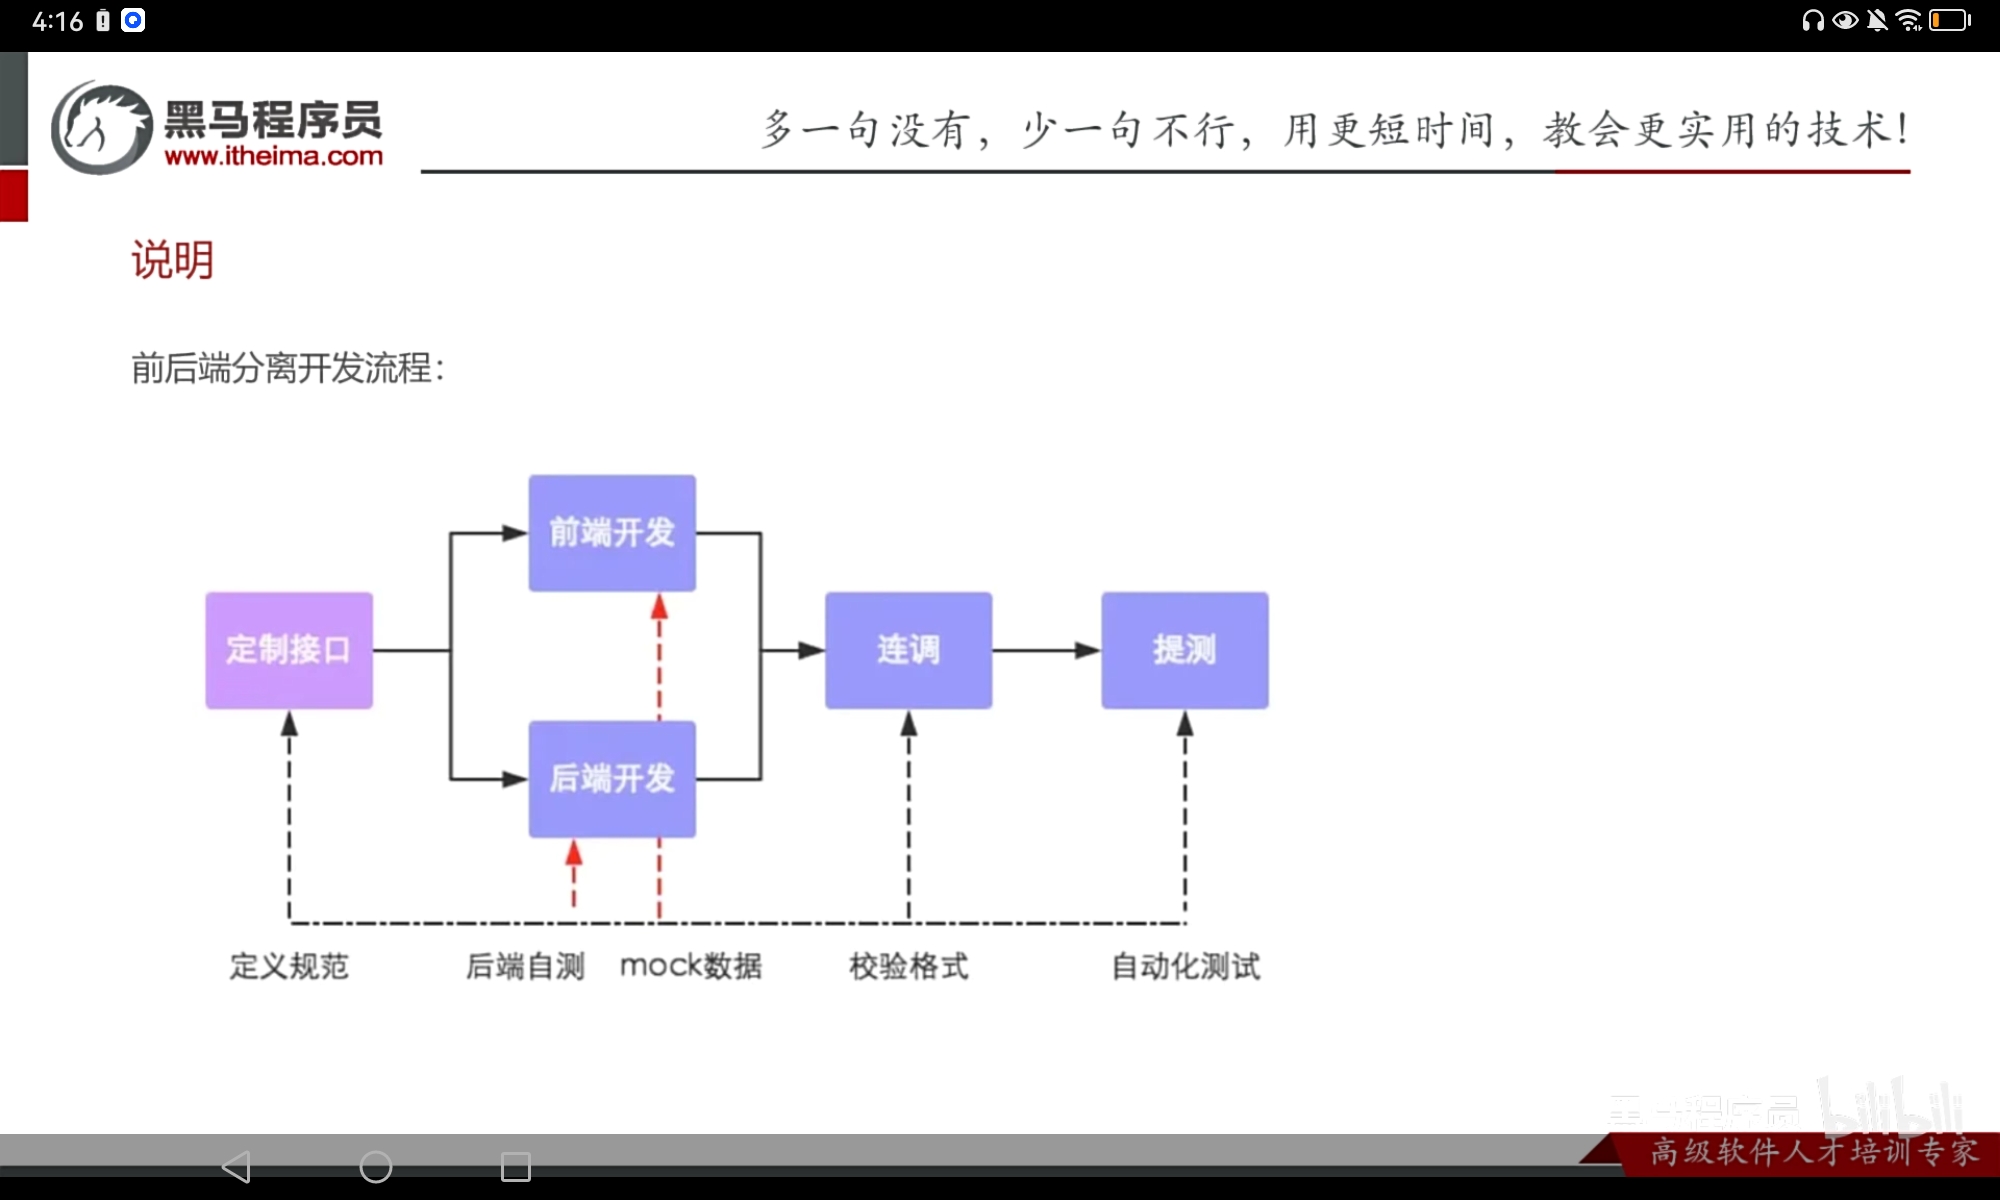 4:16
黑马程序员
www.itheima.com
多一句没有，少一句不行，用更短时间，教会更实用的技术！
说明
前后端分离开发流程：
前端开发
定制接口
连调
提测
后端开发
定义规范
后端自测
mock数据
校验格式
自动化测试
黑马程序员 bilibili
高级软件人才培训专家